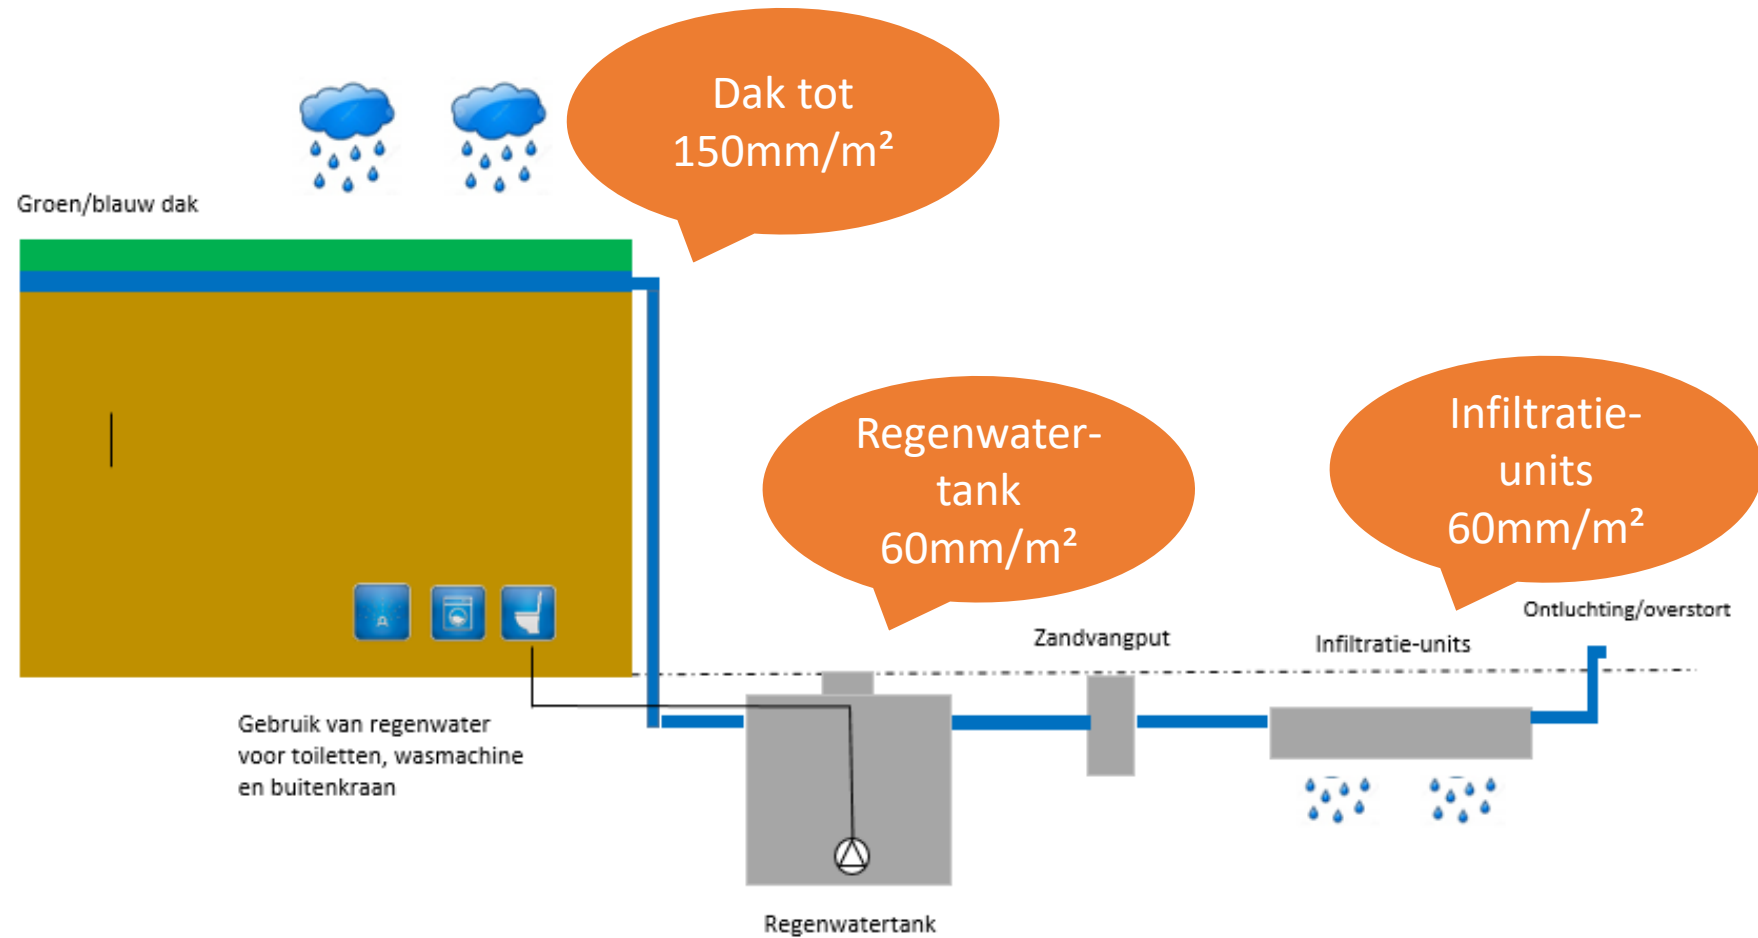 Dak tot
150mm/m²
Groen/blauw dak
Regenwater-
tank
60mm/m²
Infiltratie-
units
60mm/m²
Ontluchting/overstort
Zandvangput
Infiltratie-units
A
Gebruik van regenwater
voor toiletten, wasmachine
en buitenkraan
Regenwatertank